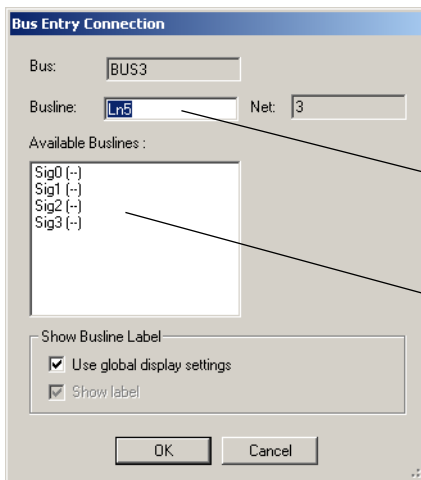 Bus Entry Connection
Bus: BUS3
Busline: Ln5 Net: 3
Available Buslines :
Sig0 (--)
Sig1 (--)
Sig2 (--)
Sig3 (--)
Show Busline Label
Use global display settings
Show label
OK Cancel